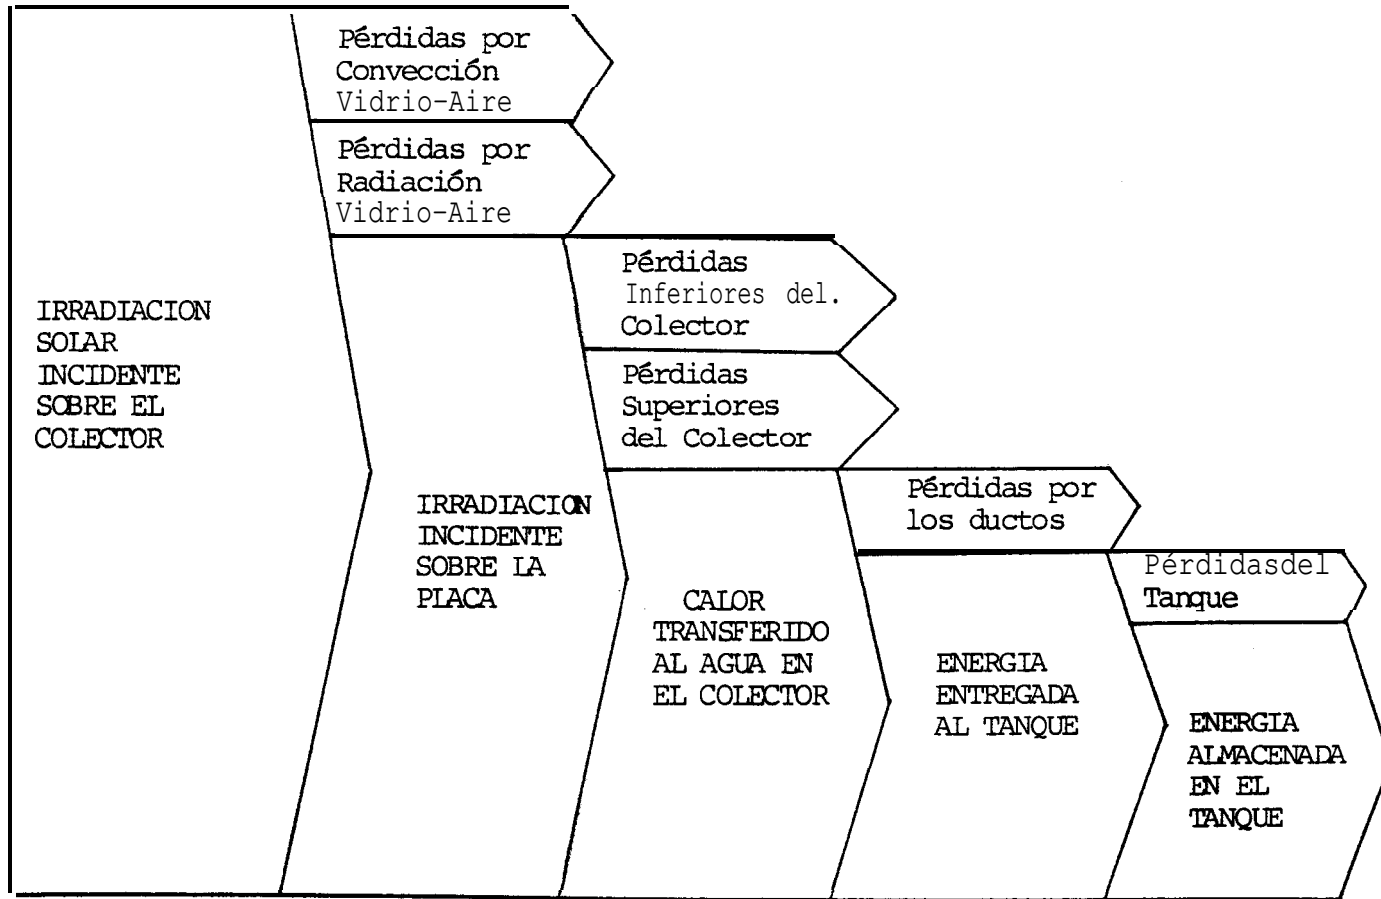 IRRADIACION
SOLAR
INCIDENTE
SOBRE EL
COLECTOR
Pérdidas por
Convección
Vidrio-Aire
Pérdidas por
Radiación
Vidrio-Aire
IRRADIACION
INCIDENTE
SOBRE LA
PLACA
Pérdidas
Inferiores del.
Colector
Pérdidas
Superiores
del Colector
CALOR
TRANSFERIDO
AL AGUA EN
EL COLECTOR
Pérdidas por
los ductos
ENERGIA
ENTREGADA
AL TANQUE
Pérdidasdel
Tanque
ENERGIA
ALMACENADA
EN EL
TANQUE